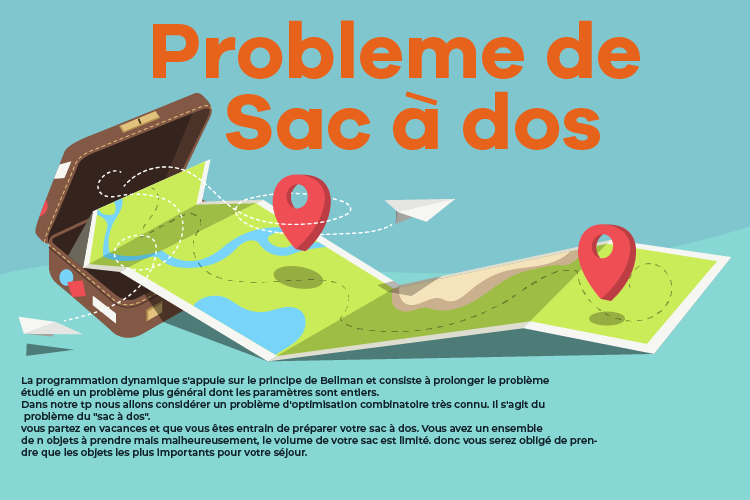 Probleme de
Sac à dos
La programmation dynamique s'appuie sur le principe de Bellman et consiste à prolonger le problème
étudié en un problème plus général dont les paramètres sont entiers.
Dans notre tp nous allons considérer un problème d'optimisation combinatoire très connu. Il s'agit du
problème du "sac à dos".
vous partez en vacances et que vous êtes entrain de préparer votre sac à dos. Vous avez un ensemble
de n objets à prendre mais malheureusement, le volume de votre sac est limité. donc vous serez obligé de pren-
dre que les objets les plus importants pour votre séjour.